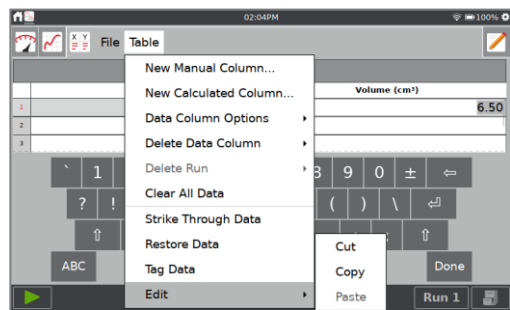 02:04PM
100%
X Y
File Table
New Manual Column...
New Calculated Column...
Data Column Options
Delete Data Column
Delete Run
Clear All Data
Strike Through Data
Restore Data
Tag Data
Edit
Cut
Copy
Paste
Volume (cm³)
1
6.50
2
3
` 1 9 0 ±
? ! ( ) \
ABC Done
Run 1